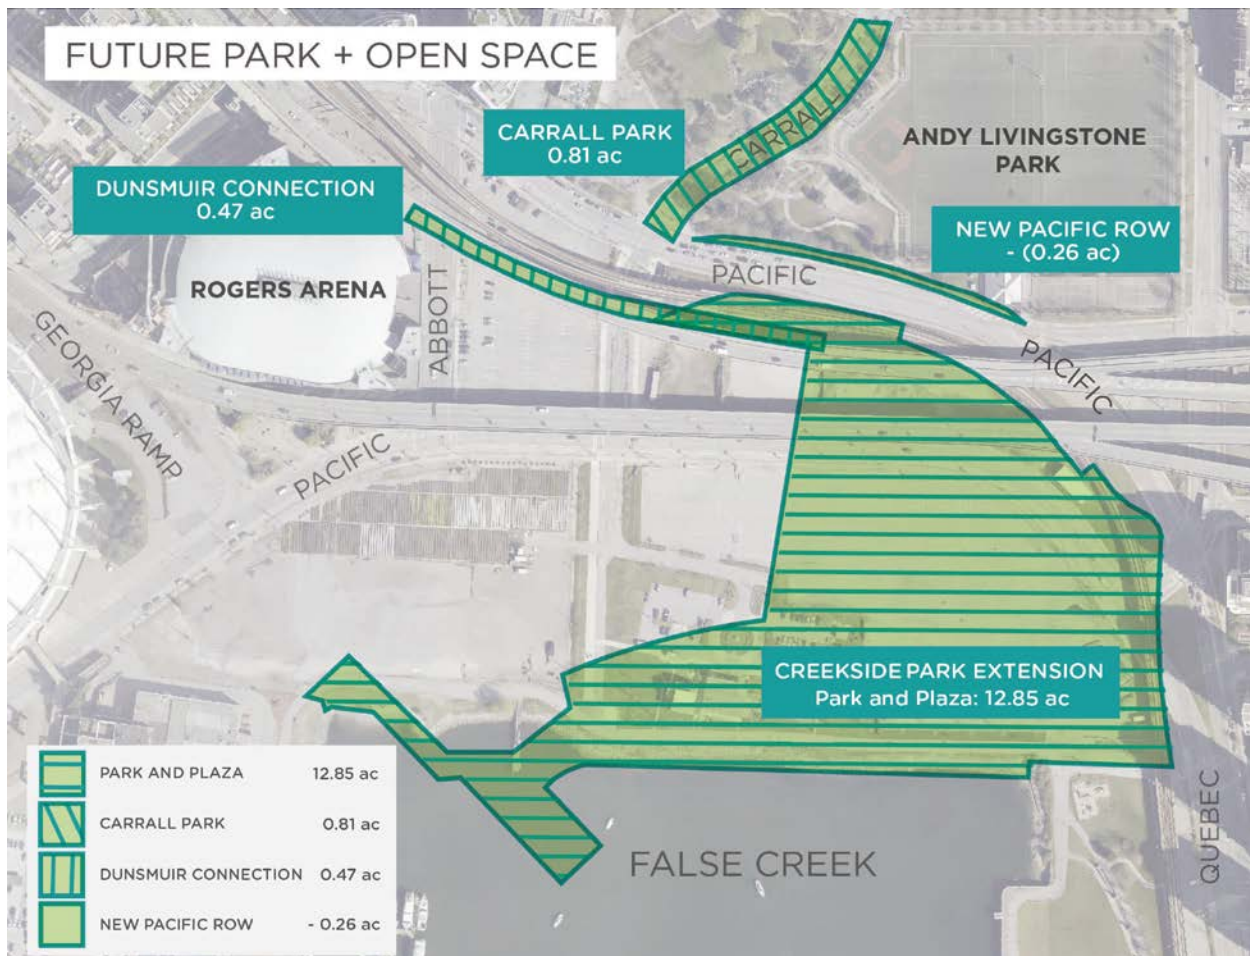 FUTURE PARK + OPEN SPACE
CARRALL PARK
0.81 ac
CARRALL
ANDY LIVINGSTONE
PARK
DUNSMUIR CONNECTION
0.47 ac
NEW PACIFIC ROW
- (0.26 ac)
PACIFIC
ROGERS ARENA
ABBOTT
GEORGIA RAMP
PACIFIC
PACIFIC
CREEKSIDE PARK EXTENSION
Park and Plaza: 12.85 ac
PARK AND PLAZA 12.85 ac
CARRALL PARK 0.81 ac
DUNSMUIR CONNECTION 0.47 ac
NEW PACIFIC ROW - 0.26 ac
FALSE CREEK
QUEBEC